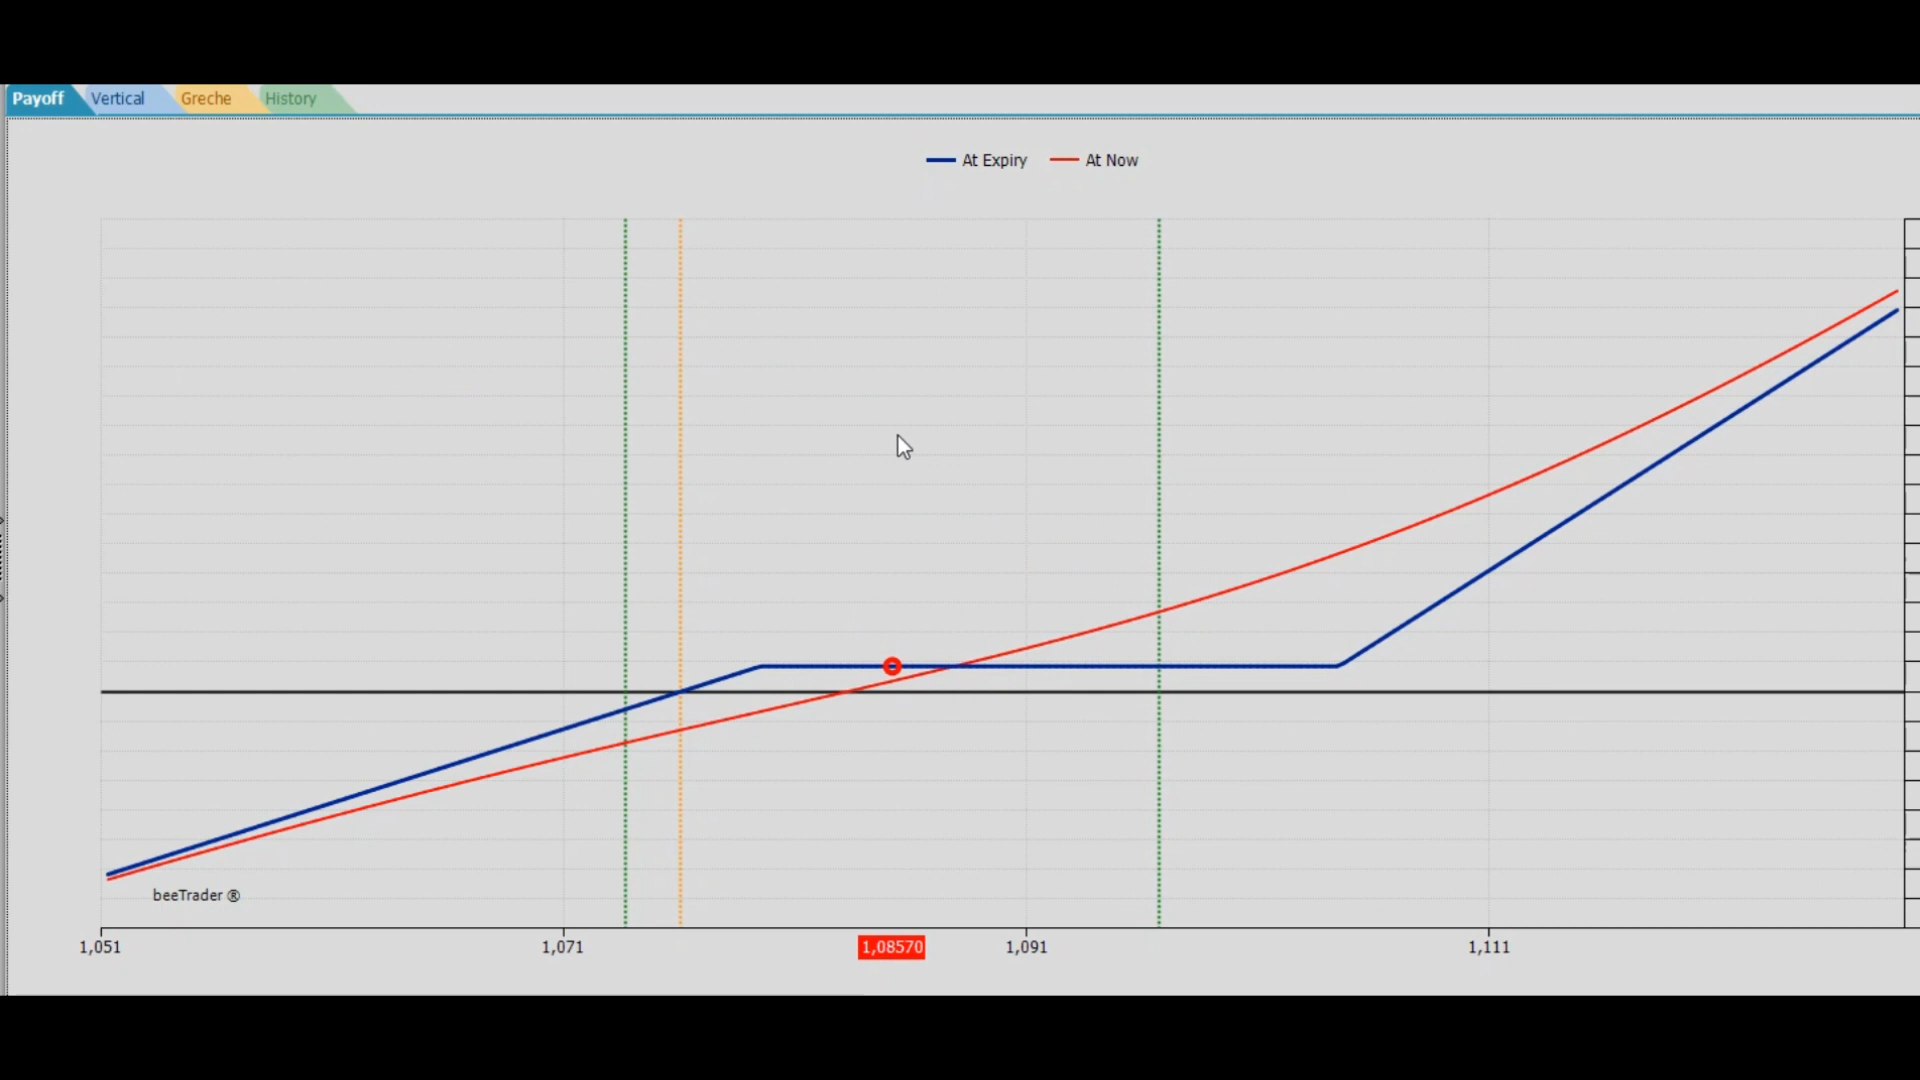 Payoff Vertical Greche History
At Expiry At Now
beeTrader ®
1,051 1,071 1,08570 1,091 1,111